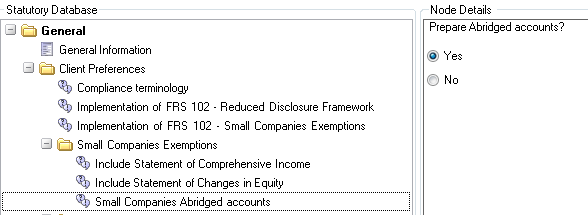 Statutory Database
General
General Information
Client Preferences
Compliance terminology
Implementation of FRS 102 - Reduced Disclosure Framework
Implementation of FRS 102 - Small Companies Exemptions
Small Companies Exemptions
Include Statement of Comprehensive Income
Include Statement of Changes in Equity
Small Companies Abridged accounts
Node Details
Prepare Abridged accounts?
Yes
No